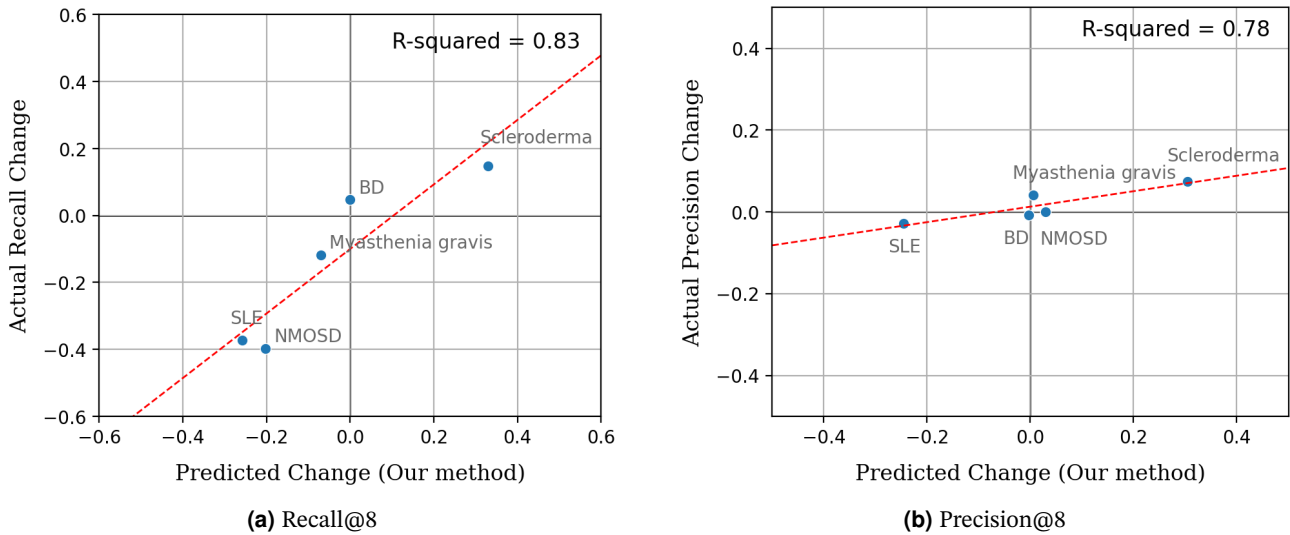 R-squared = 0.83
Actual Recall Change
0.6
0.4
0.2
0.0
−0.2
−0.4
−0.6
Scleroderma
BD
Myasthenia gravis
SLE
NMOSD
−0.6
−0.4
−0.2
0.0
0.2
0.4
0.6
Predicted Change (Our method)
(a) Recall@8
R-squared = 0.78
Actual Precision Change
0.4
0.2
0.0
−0.2
−0.4
Scleroderma
Myasthenia gravis
SLE
BD
NMOSD
−0.4
−0.2
0.0
0.2
0.4
Predicted Change (Our method)
(b) Precision@8